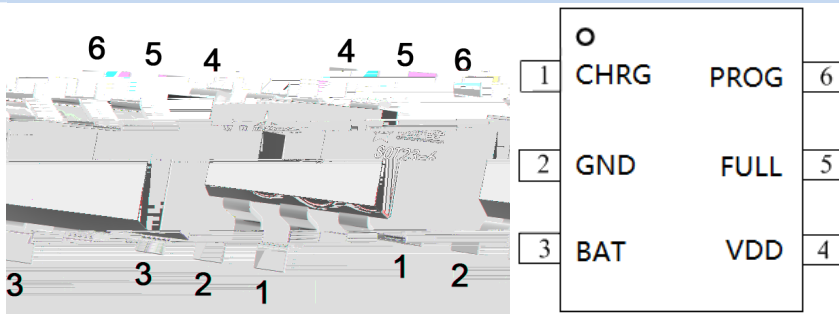 6 5 4 4 5 6
3 3 2 1 1 2
1 CHRG PROG 6
2 GND FULL 5
3 BAT VDD 4